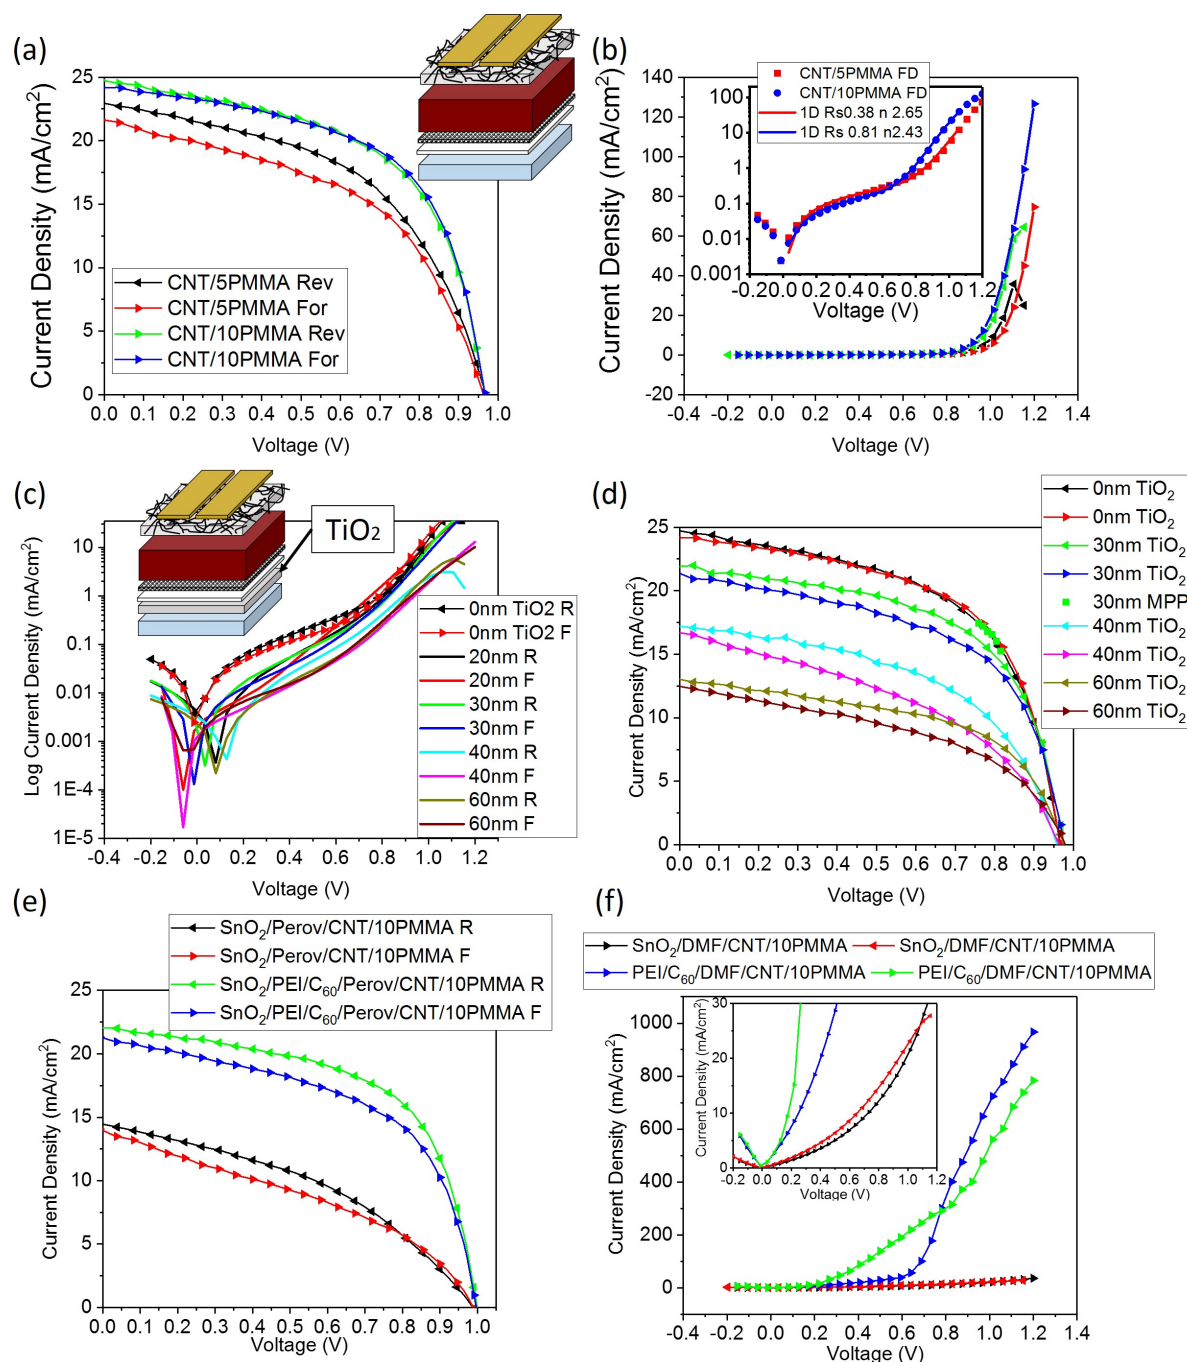 (a)
Current Density (mA/cm²)
25
20
15
10
5
0
CNT/5PMMA Rev
CNT/5PMMA For
CNT/10PMMA Rev
CNT/10PMMA For
0.0 0.1 0.2 0.3 0.4 0.5 0.6 0.7 0.8 0.9 1.0
Voltage (V)
(b)
Current Density (mA/cm²)
140
120
100
80
60
40
20
0
-20
CNT/5PMMA FD
CNT/10PMMA FD
1D Rs0.38 n 2.65
1D Rs 0.81 n2.43
100
10
1
0.1
0.01
0.001
-0.20 0.0 0.2 0.4 0.6 0.8 1.0 1.2
Voltage (V)
-0.4 -0.2 0.0 0.2 0.4 0.6 0.8 1.0 1.2 1.4
Voltage (V)
(c)
TiO₂
Log Current Density (mA/cm²)
10
1
0.1
0.01
0.001
1E-4
1E-5
0nm TiO2 R
0nm TiO2 F
20nm R
20nm F
30nm R
30nm F
40nm R
40nm F
60nm R
60nm F
-0.4 -0.2 0.0 0.2 0.4 0.6 0.8 1.0 1.2
Voltage (V)
(d)
0nm TiO₂
0nm TiO₂
30nm TiO₂
30nm TiO₂
30nm MPP
40nm TiO₂
40nm TiO₂
60nm TiO₂
60nm TiO₂
Current Density (mA/cm²)
25
20
15
10
5
0
0.0 0.1 0.2 0.3 0.4 0.5 0.6 0.7 0.8 0.9 1.0
Voltage (V)
(e)
SnO₂/Perov/CNT/10PMMA R
SnO₂/Perov/CNT/10PMMA F
SnO₂/PEI/C₆₀/Perov/CNT/10PMMA R
SnO₂/PEI/C₆₀/Perov/CNT/10PMMA F
Current Density (mA/cm²)
25
20
15
10
5
0
0.0 0.1 0.2 0.3 0.4 0.5 0.6 0.7 0.8 0.9 1.0
Voltage (V)
(f)
SnO₂/DMF/CNT/10PMMA SnO₂/DMF/CNT/10PMMA
PEI/C₆₀/DMF/CNT/10PMMA PEI/C₆₀/DMF/CNT/10PMMA
Current Density (mA/cm²)
1000
800
600
400
200
0
Current Density (mA/cm²)
30
20
10
0
-0.2 0.0 0.2 0.4 0.6 0.8 1.0 1.2
Voltage (V)
-0.4 -0.2 0.0 0.2 0.4 0.6 0.8 1.0 1.2 1.4
Voltage (V)